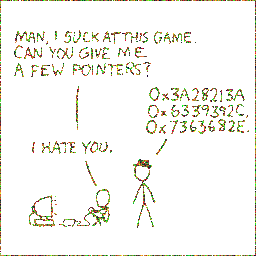 MAN, I SUCK AT THIS GAME.
CAN YOU GIVE ME
A FEW POINTERS?
0x3A28213A
0x6339392C,
0x7363682E.
I HATE YOU.